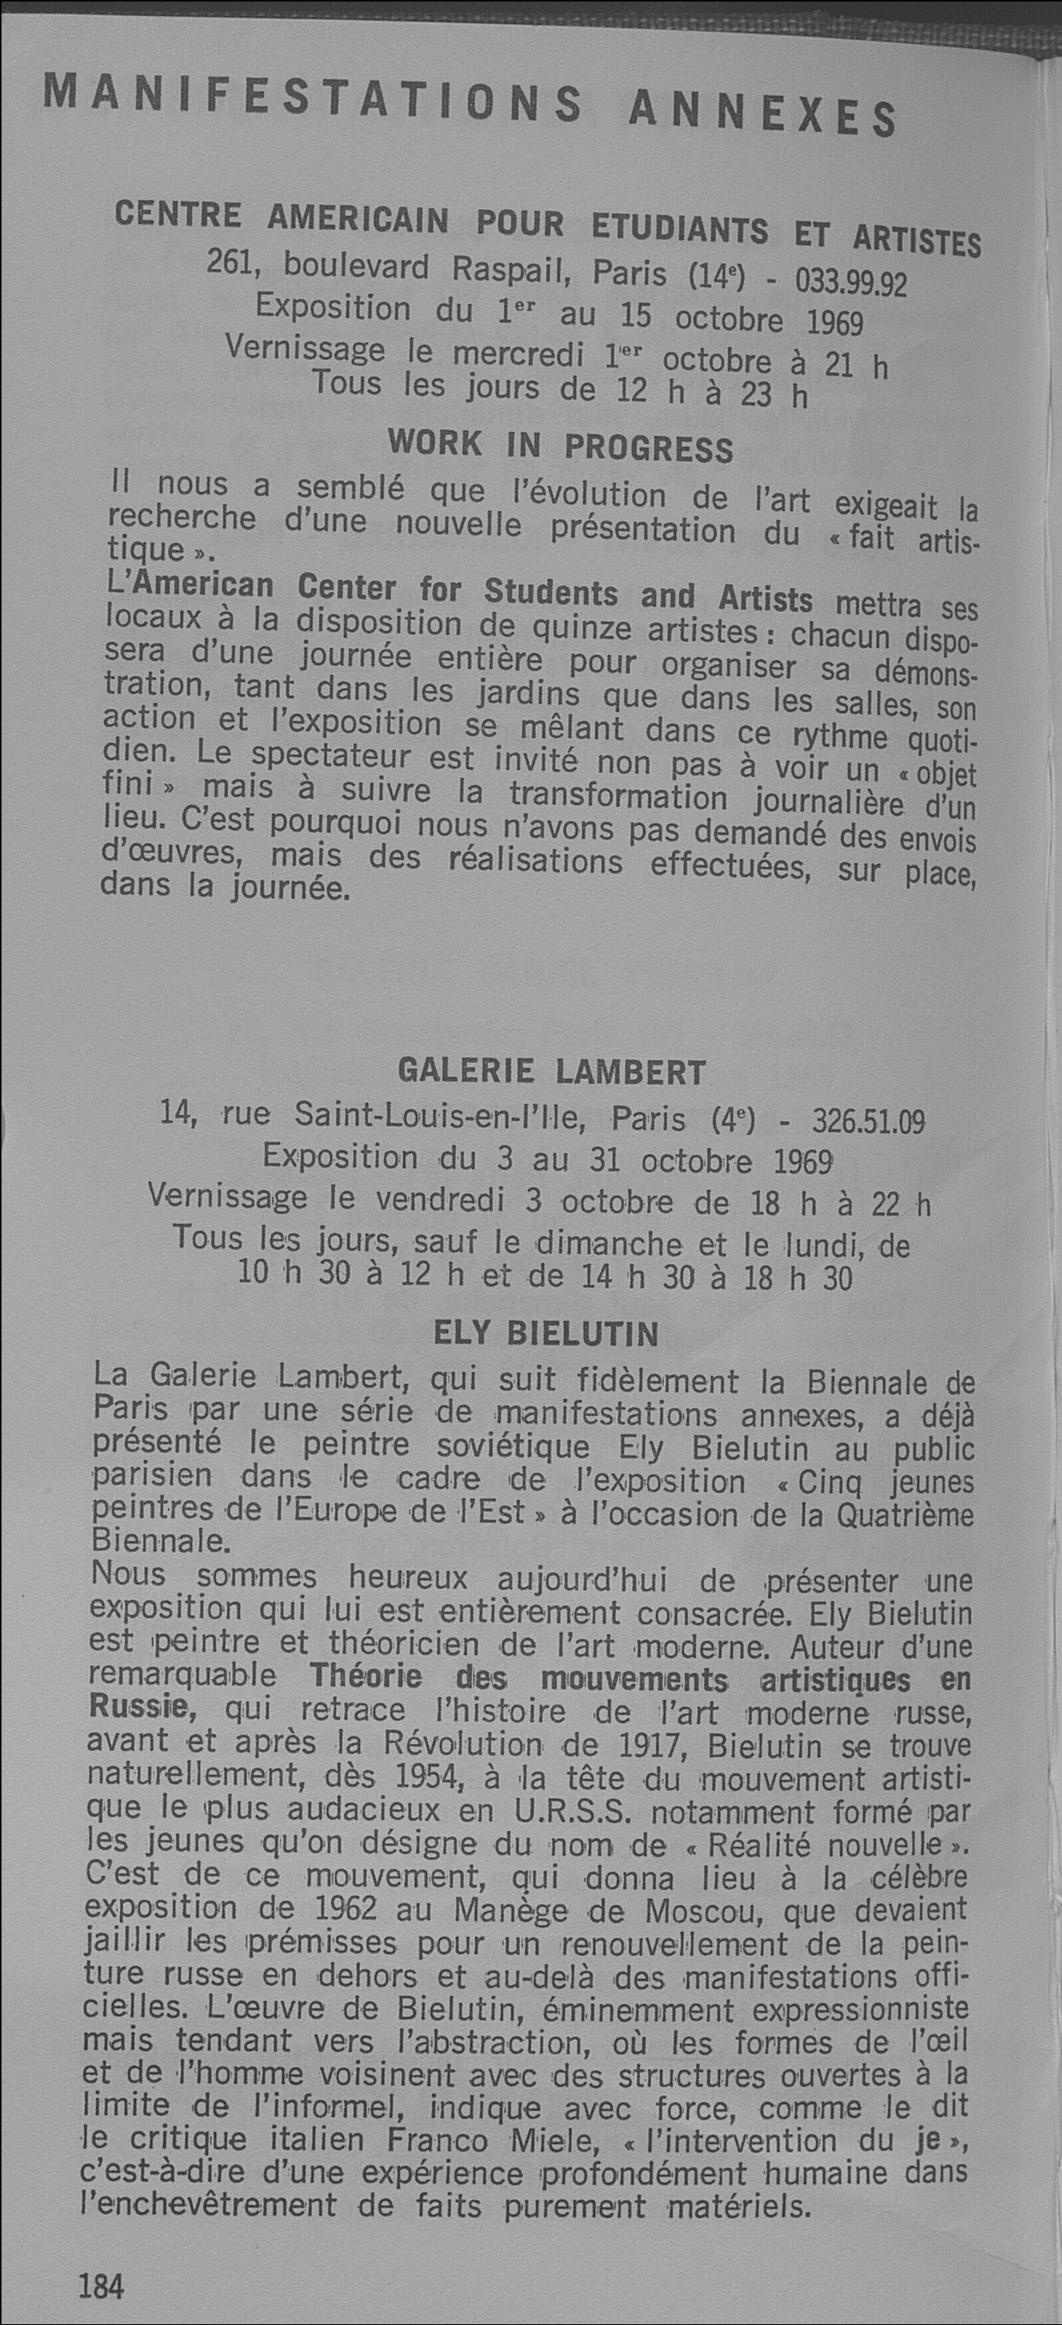 MANIFESTATIONS ANNEXES
CENTRE AMERICAIN POUR ETUDIANTS ET ARTISTES
261, boulevard Raspail, Paris (14e) - 033.99.92
Exposition du 1er au 15 octobre 1969
Vernissage le mercredi 1er octobre à 21 h
Tous les jours de 12 h à 23 h
WORK IN PROGRESS
Il nous a semblé que l'évolution de l'art exigeait la
recherche d'une nouvelle présentation du « fait artis-
tique ».
L'American Center for Students and Artists mettra ses
locaux à la disposition de quinze artistes : chacun dispo-
sera d'une journée entière pour organiser sa démons-
tration, tant dans les jardins que dans les salles, son
action et l'exposition se mêlant dans ce rythme quoti-
dien. Le spectateur est invité non pas à voir un « objet
fini » mais à suivre la transformation journalière d'un
lieu. C'est pourquoi nous n'avons pas demandé des envois
d'œuvres, mais des réalisations effectuées, sur place,
dans la journée.
GALERIE LAMBERT
14, rue Saint-Louis-en-l'Ile, Paris (4e) - 326.51.09
Exposition du 3 au 31 octobre 1969
Vernissage le vendredi 3 octobre de 18 h à 22 h
Tous les jours, sauf le dimanche et le lundi, de
10 h 30 à 12 h et de 14 h 30 à 18 h 30
ELY BIELUTIN
La Galerie Lambert, qui suit fidèlement la Biennale de
Paris par une série de manifestations annexes, a déjà
présenté le peintre soviétique Ely Bielutin au public
parisien dans le cadre de l'exposition « Cinq jeunes
peintres de l'Europe de l'Est » à l'occasion de la Quatrième
Biennale.
Nous sommes heureux aujourd'hui de présenter une
exposition qui lui est entièrement consacrée. Ely Bielutin
est peintre et théoricien de l'art moderne. Auteur d'une
remarquable Théorie des mouvements artistiques en
Russie, qui retrace l'histoire de l'art moderne russe,
avant et après la Révolution de 1917, Bielutin se trouve
naturellement, dès 1954, à la tête du mouvement artisti-
que le plus audacieux en U.R.S.S. notamment formé par
les jeunes qu'on désigne du nom de « Réalité nouvelle ».
C'est de ce mouvement, qui donna lieu à la célèbre
exposition de 1962 au Manège de Moscou, que devaient
jaillir les prémisses pour un renouvellement de la pein-
ture russe en dehors et au-delà des manifestations offi-
cielles. L'œuvre de Bielutin, éminemment expressionniste
mais tendant vers l'abstraction, où les formes de l'œil
et de l'homme voisinent avec des structures ouvertes à la
limite de l'informel, indique avec force, comme le dit
le critique italien Franco Miele, « l'intervention du je »,
c'est-à-dire d'une expérience profondément humaine dans
l'enchevêtrement de faits purement matériels.
184